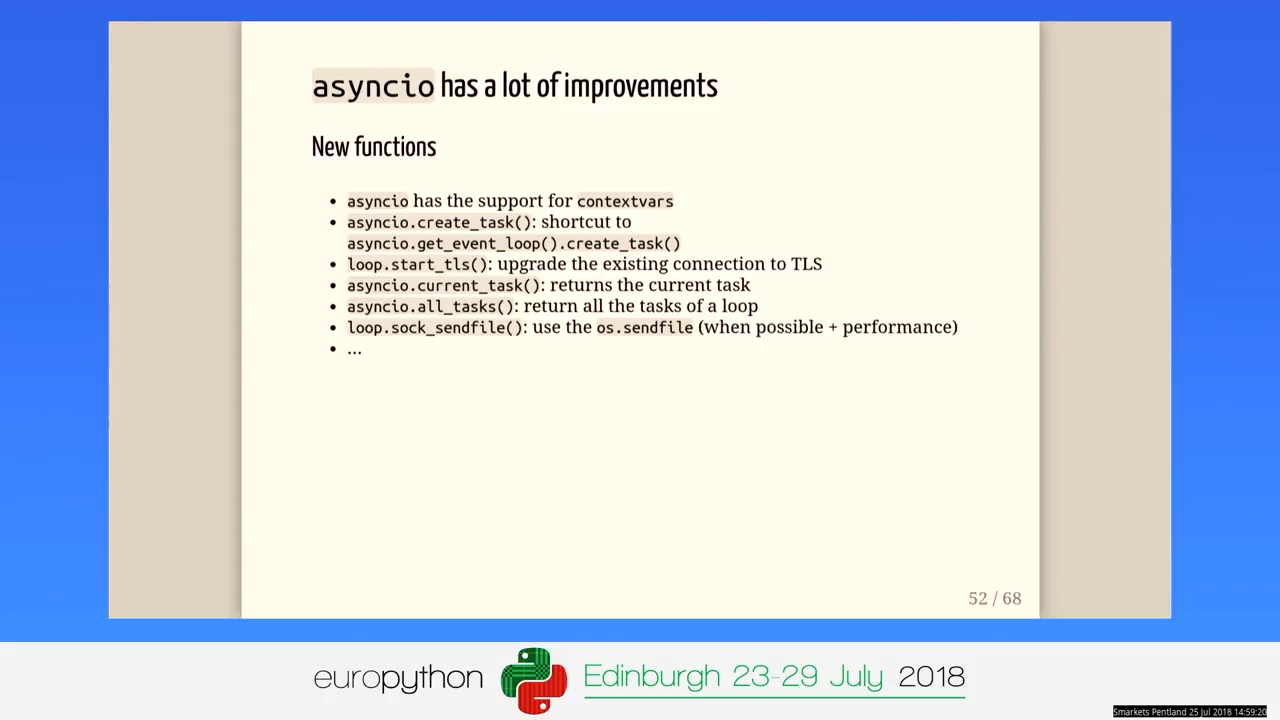 asyncio has a lot of improvements
New functions
• asyncio has the support for contextvars
• asyncio.create_task(): shortcut to
asyncio.get_event_loop().create_task()
• loop.start_tls(): upgrade the existing connection to TLS
• asyncio.current_task(): returns the current task
• asyncio.all_tasks(): return all the tasks of a loop
• loop.sock_sendfile(): use the os.sendfile (when possible + performance)
• ...
52 / 68
europython Edinburgh 23-29 July 2018
Smarkets Pentland 25 Jul 2018 14:59:20